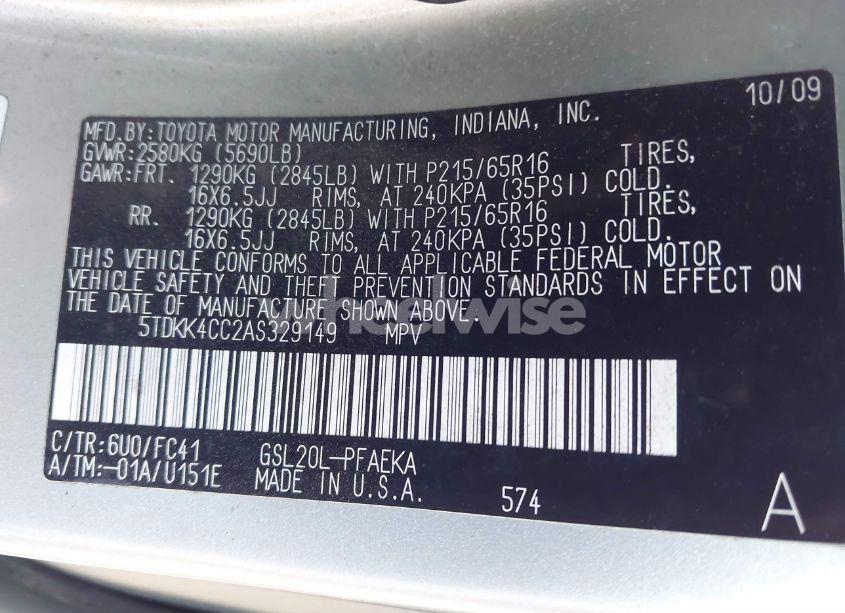 10/09
MFD.BY:TOYOTA MOTOR MANUFACTURING, INDIANA, INC.
GVWR:2580KG (5690LB)
GAWR:FRT. 1290KG (2845LB) WITH P215/65R16 TIRES,
16X6.5JJ RIMS, AT 240KPA (35PSI) COLD.
RR. 1290KG (2845LB) WITH P215/65R16 TIRES,
16X6.5JJ RIMS, AT 240KPA (35PSI) COLD.
THIS VEHICLE CONFORMS TO ALL APPLICABLE FEDERAL MOTOR
VEHICLE SAFETY AND THEFT PREVENTION STANDARDS IN EFFECT ON
THE DATE OF MANUFACTURE SHOWN ABOVE.
wheelwise
5TDKK4CC2AS329149 MPV
C/TR:6U0/FC41 GSL20L-PFAEKA
A/TM:-01A/U151E MADE IN U.S.A.
574
A